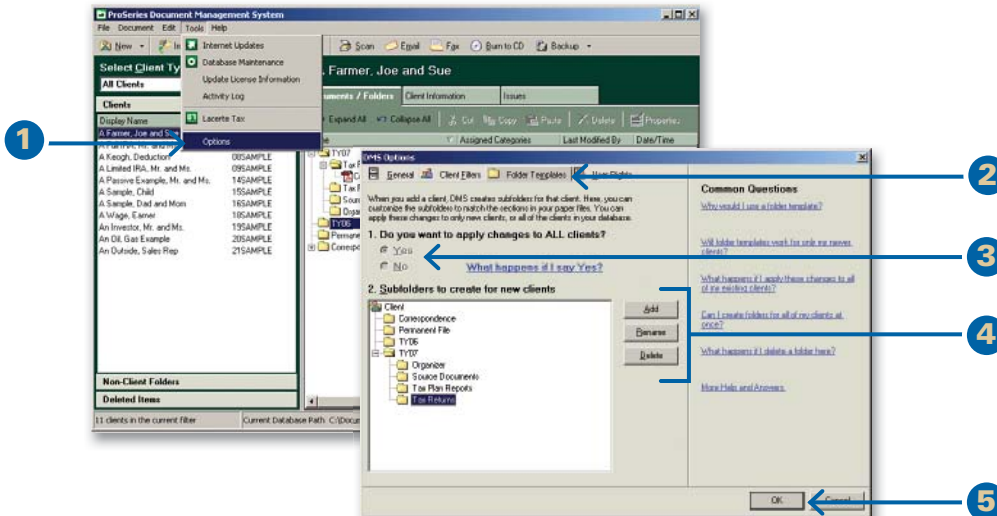 ProSeries Document Management System
File Document Edit Tools Help
New
Internet Updates
Database Maintenance
Update License Information
Activity Log
Lacerte Tax
Options
Scan Email Fax Burn to CD Backup
Select Client Ty
All Clients
Clients
Display Name
A Farmer, Joe and Sue
A Keogh, Deduction 08SAMPLE
A Limited IRA, Mr. and Ms. 09SAMPLE
A Passive Example, Mr. and Ms. 14SAMPLE
A Sample, Child 15SAMPLE
A Sample, Dad and Mom 16SAMPLE
A Wage, Earner 18SAMPLE
An Investor, Mr. and Ms. 19SAMPLE
An Oil, Gas Example 20SAMPLE
An Outside, Sales Rep 21SAMPLE
Non-Client Folders
Deleted Items
11 clients in the current filter
Current Database Path C:\Docu
, Farmer, Joe and Sue
uments / Folders Client Information Issues
Expand All Collapse All Cut Copy Paste Delete Properties
Assigned Categories Last Modified By Date/Time
TY07
Tax F
Tax F
Sour
Orga
TY06
Permane
Correspo
DMS Options
General Client Filters Folder Templates User Rights
When you add a client, DMS creates subfolders for that client. Here, you can
customize the subfolders to match the sections in your paper files. You can
apply these changes to only new clients, or all of the clients in your database.
1. Do you want to apply changes to ALL clients?
Yes
No What happens if I say Yes?
2. Subfolders to create for new clients
Client
Correspondence
Permanent File
TY06
TY07
Organizer
Source Documents
Tax Plan Reports
Tax Returns
Add
Rename
Delete
Common Questions
Why would I use a folder template?
Will folder templates work for only my newer
clients?
What happens if I apply these changes to all
of my existing clients?
Can I create folders for all of my clients at
once?
What happens if I delete a folder here?
More Help and Answers.
OK Cancel
1
2
3
4
5